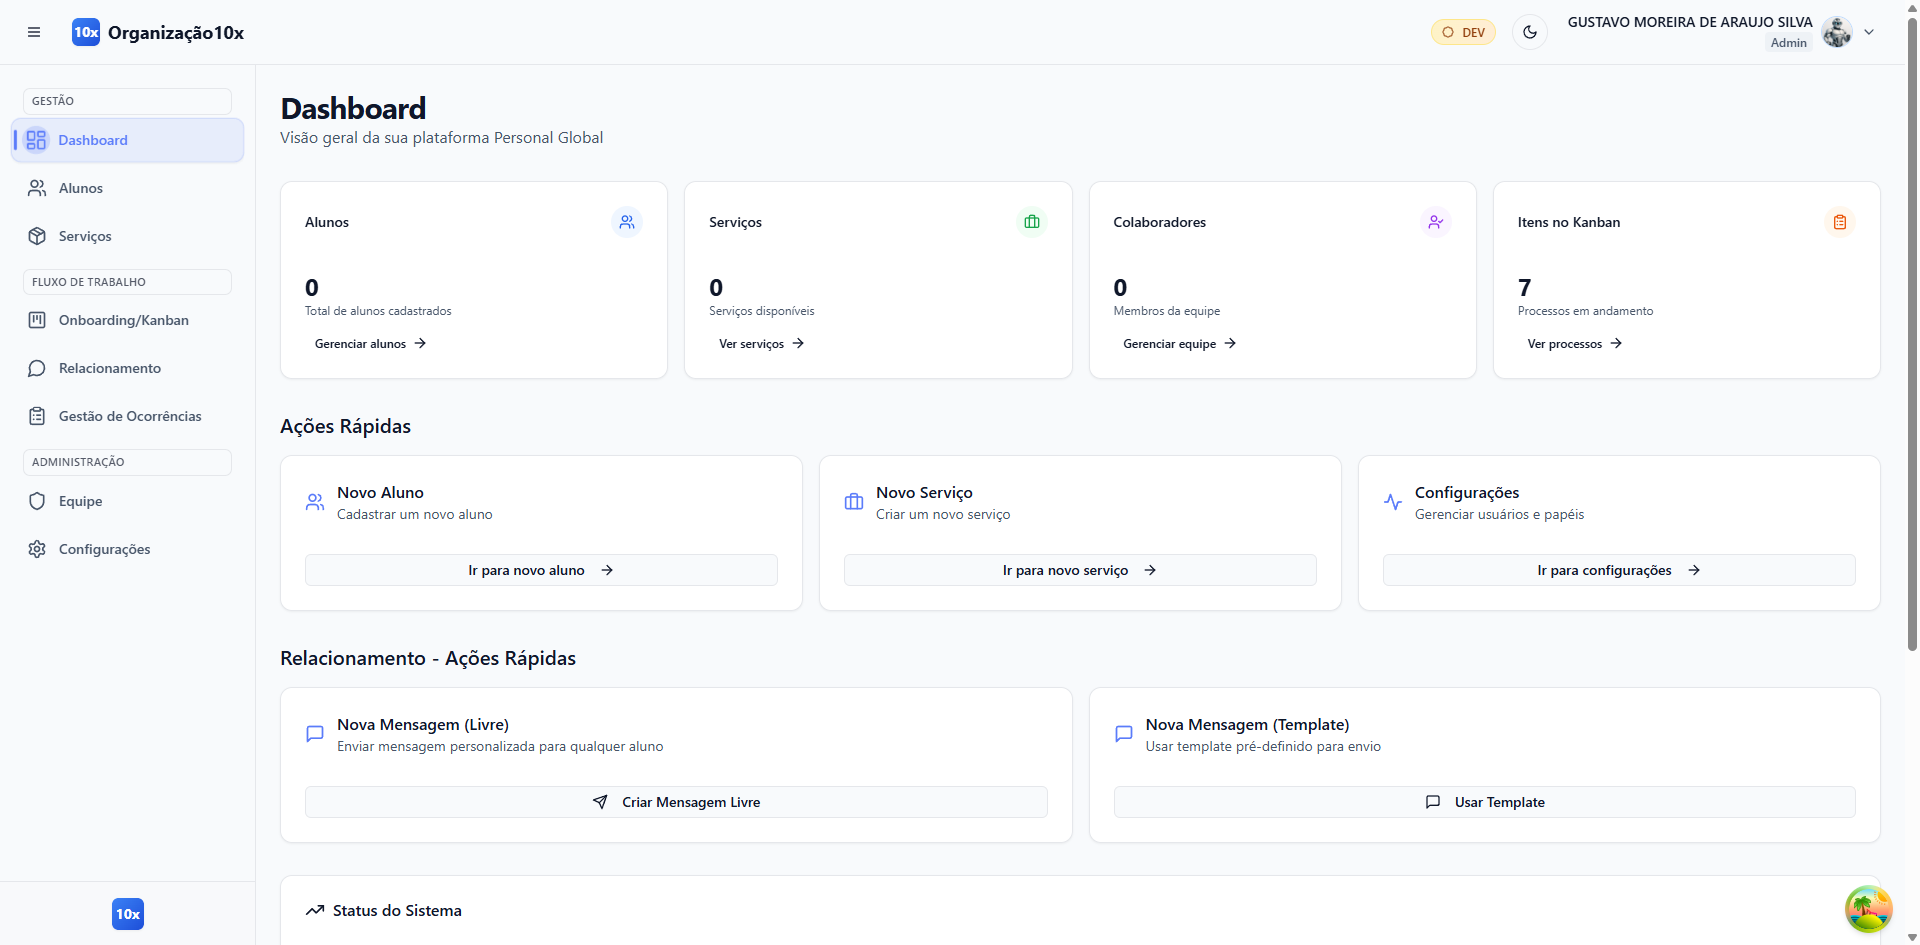 10x Organização10x
DEV
GUSTAVO MOREIRA DE ARAUJO SILVA
Admin
GESTÃO
Dashboard
Alunos
Serviços
FLUXO DE TRABALHO
Onboarding/Kanban
Relacionamento
Gestão de Ocorrências
ADMINISTRAÇÃO
Equipe
Configurações
10x
Dashboard
Visão geral da sua plataforma Personal Global
Alunos
0
Total de alunos cadastrados
Gerenciar alunos
Serviços
0
Serviços disponíveis
Ver serviços
Colaboradores
0
Membros da equipe
Gerenciar equipe
Itens no Kanban
7
Processos em andamento
Ver processos
Ações Rápidas
Novo Aluno
Cadastrar um novo aluno
Ir para novo aluno
Novo Serviço
Criar um novo serviço
Ir para novo serviço
Configurações
Gerenciar usuários e papéis
Ir para configurações
Relacionamento - Ações Rápidas
Nova Mensagem (Livre)
Enviar mensagem personalizada para qualquer aluno
Criar Mensagem Livre
Nova Mensagem (Template)
Usar template pré-definido para envio
Usar Template
Status do Sistema